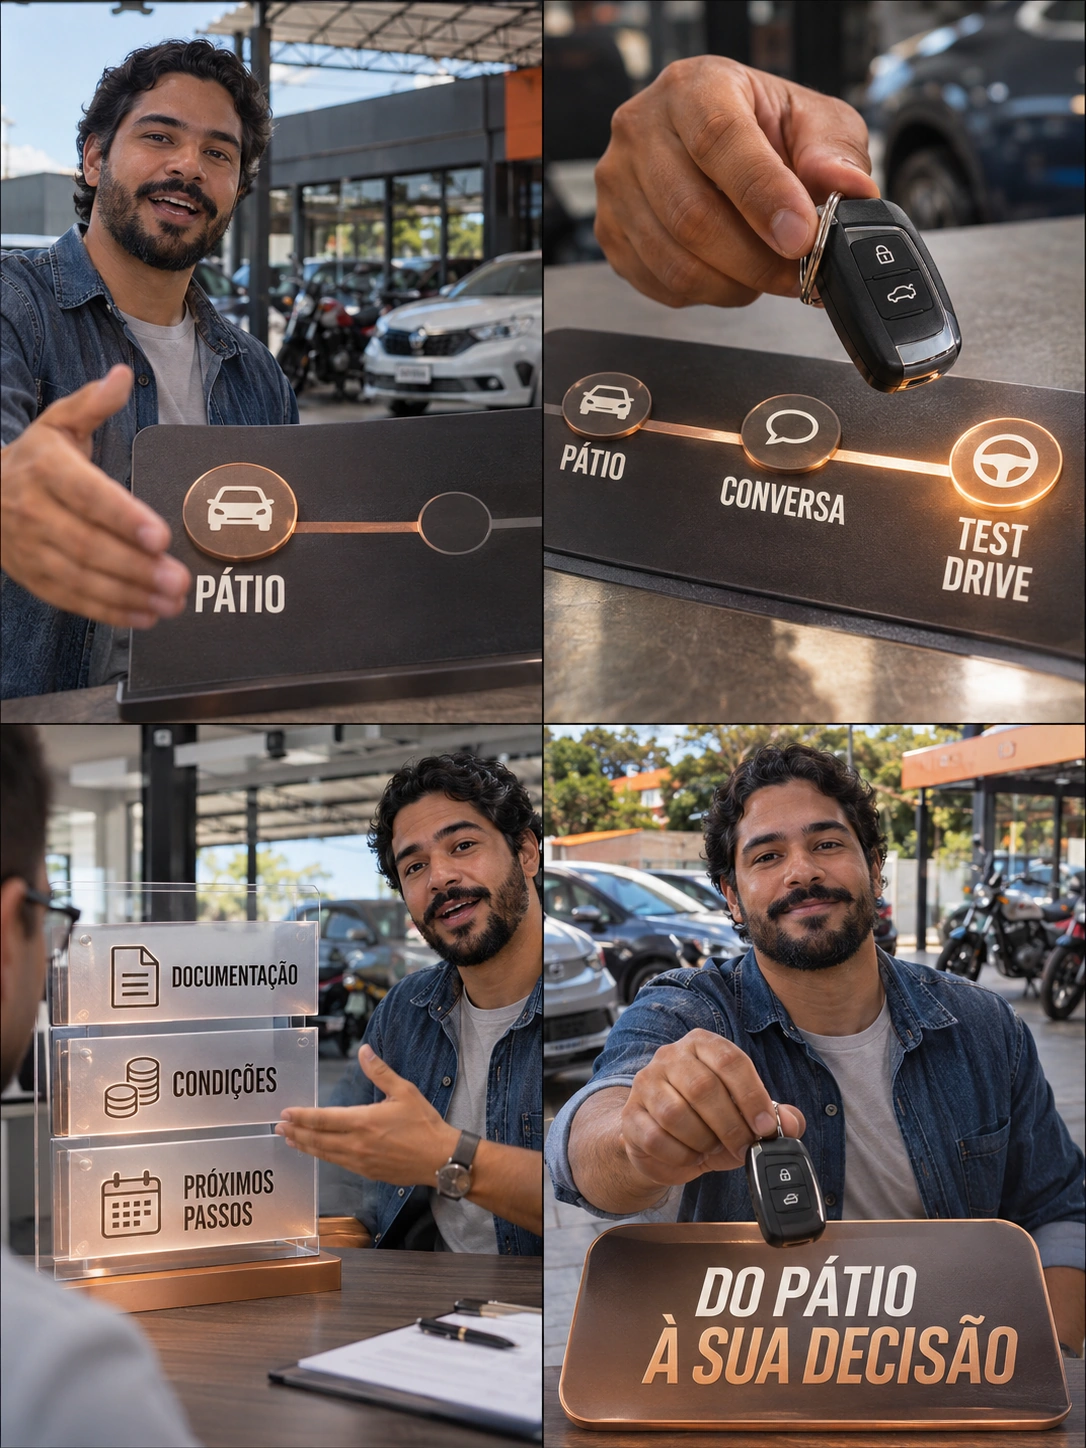 PÁTIO
PÁTIO
CONVERSA
TEST
DRIVE
DOCUMENTAÇÃO
CONDIÇÕES
PRÓXIMOS
PASSOS
DO PÁTIO
À SUA DECISÃO